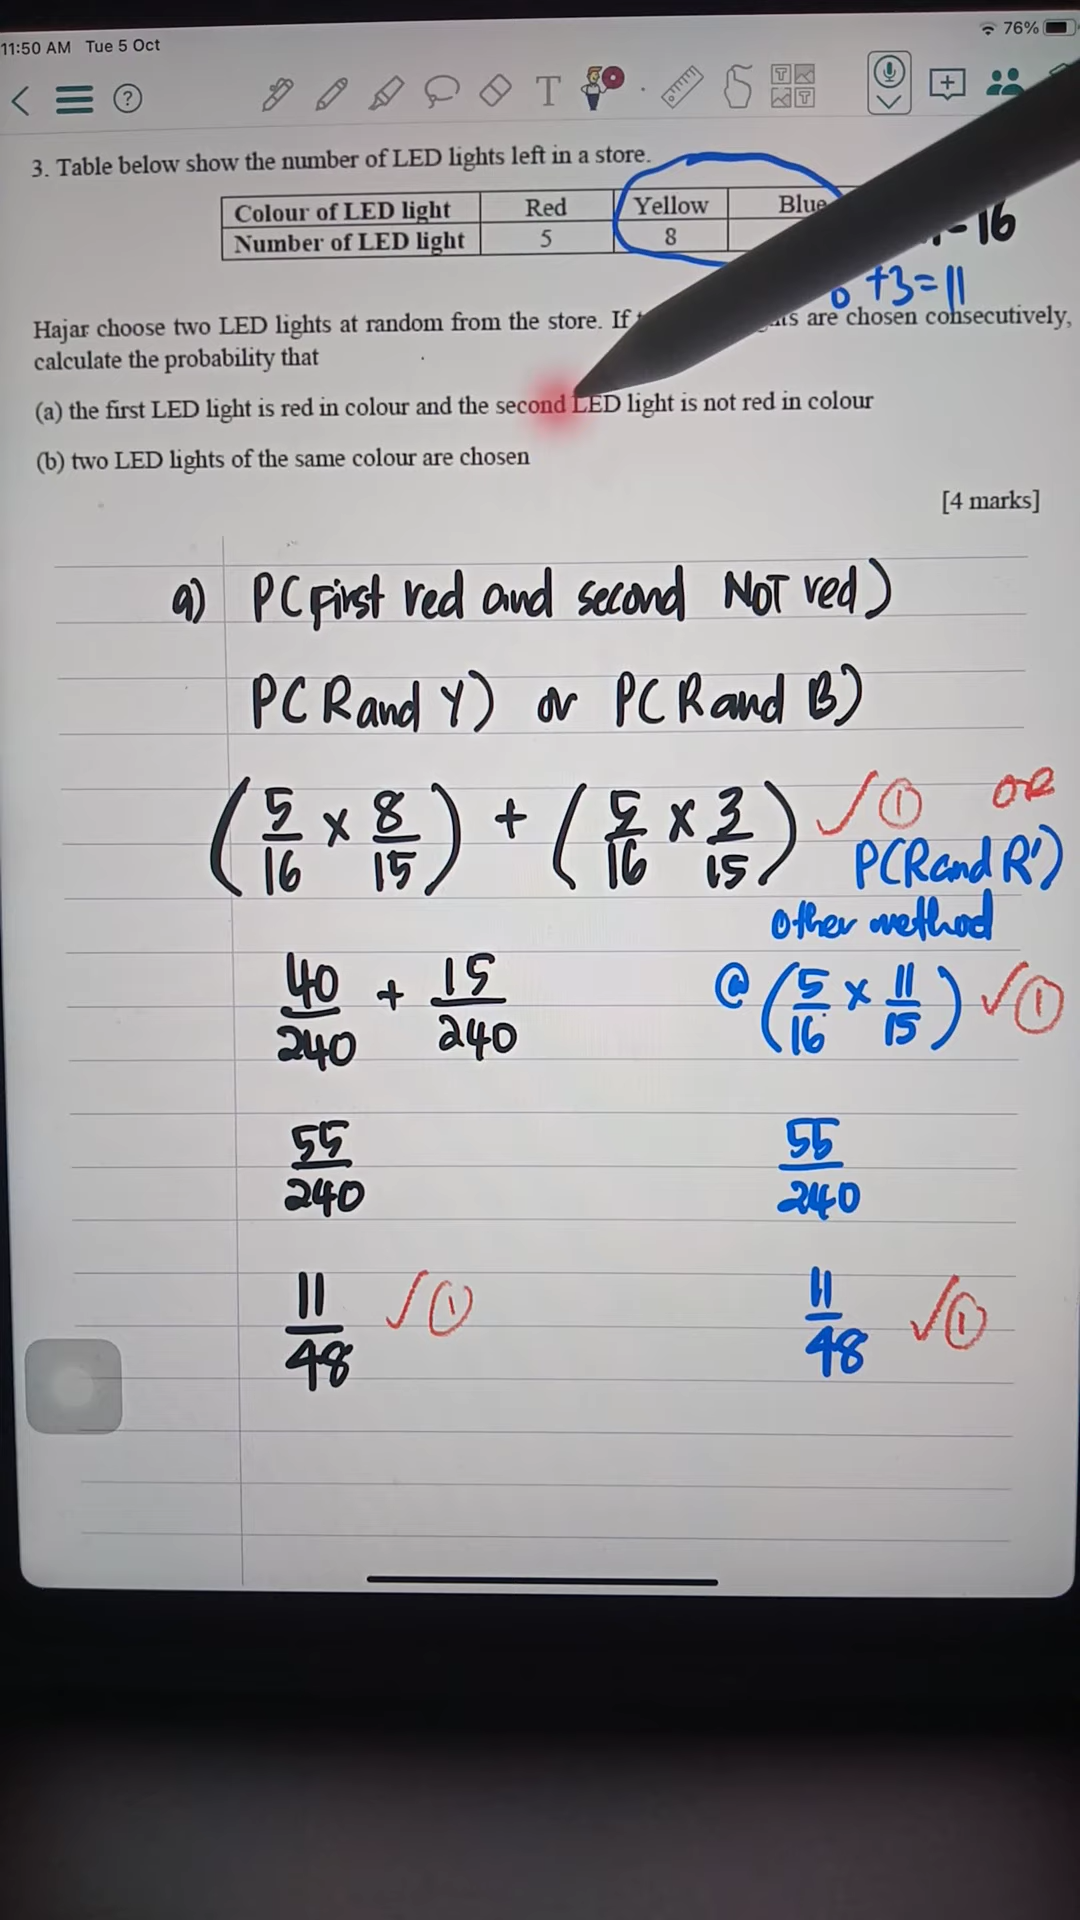 11:50 AM Tue 5 Oct
76%
3. Table below show the number of LED lights left in a store.
Colour of LED light Red Yellow Blue
Number of LED light 5 8
=16
8 +3=11
Hajar choose two LED lights at random from the store. If are chosen consecutively,
calculate the probability that
(a) the first LED light is red in colour and the second LED light is not red in colour
(b) two LED lights of the same colour are chosen
[4 marks]
a) P(First red and second NOT red)
P(R and Y) or P(R and B)
(5/16 × 8/15) + (5/16 × 3/15) √ ① OR
P(R and R')
other method
40/240 + 15/240 @ (5/16 × 11/15) √ ①
55/240 55/240
11/48 √ ① 11/48 √ ①